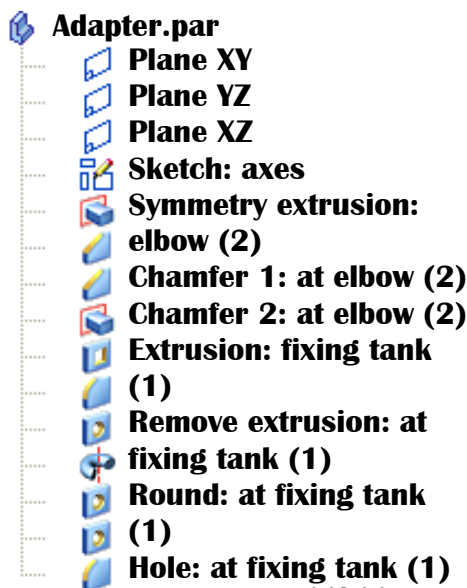 Adapter.par
Plane XY
Plane YZ
Plane XZ
Sketch: axes
Symmetry extrusion:
elbow (2)
Chamfer 1: at elbow (2)
Chamfer 2: at elbow (2)
Extrusion: fixing tank
(1)
Remove extrusion: at
fixing tank (1)
Round: at fixing tank
(1)
Hole: at fixing tank (1)